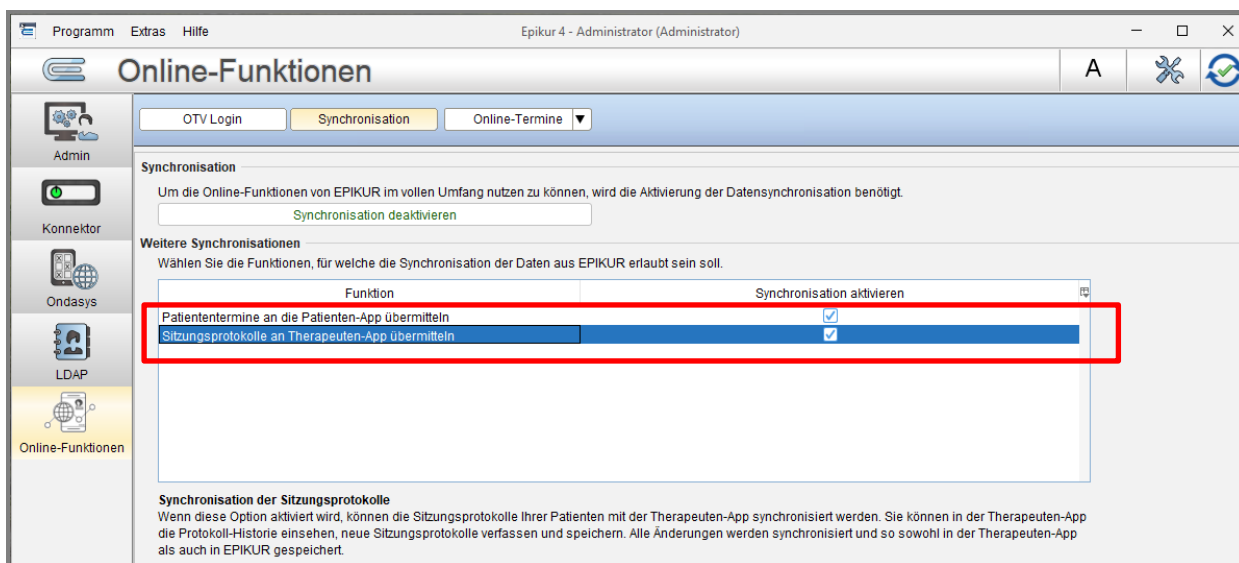 Programm Extras Hilfe Epikur 4 - Administrator (Administrator)
Online-Funktionen A
OTV Login Synchronisation Online-Termine
Admin
Konnektor
Ondasys
LDAP
Online-Funktionen
Synchronisation
Um die Online-Funktionen von EPIKUR im vollen Umfang nutzen zu können, wird die Aktivierung der Datensynchronisation benötigt.
Synchronisation deaktivieren
Weitere Synchronisationen
Wählen Sie die Funktionen, für welche die Synchronisation der Daten aus EPIKUR erlaubt sein soll.
Funktion Synchronisation aktivieren
Patiententermine an die Patienten-App übermitteln
Sitzungsprotokolle an Therapeuten-App übermitteln
Synchronisation der Sitzungsprotokolle
Wenn diese Option aktiviert wird, können die Sitzungsprotokolle Ihrer Patienten mit der Therapeuten-App synchronisiert werden. Sie können in der Therapeuten-App
die Protokoll-Historie einsehen, neue Sitzungsprotokolle verfassen und speichern. Alle Änderungen werden synchronisiert und so sowohl in der Therapeuten-App
als auch in EPIKUR gespeichert.